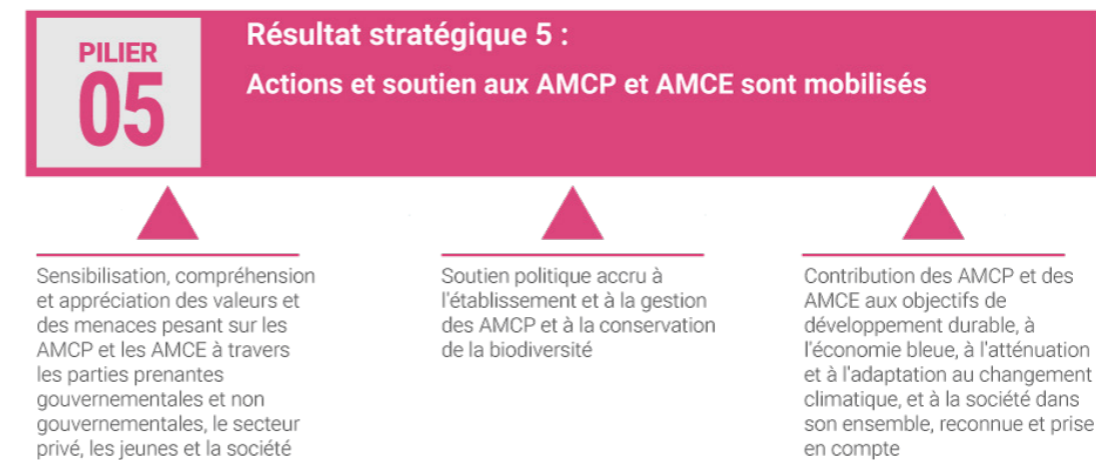 PILIER
05
Résultat stratégique 5 :
Actions et soutien aux AMCP et AMCE sont mobilisés
Sensibilisation, compréhension
et appréciation des valeurs et
des menaces pesant sur les
AMCP et les AMCE à travers
les parties prenantes
gouvernementales et non
gouvernementales, le secteur
privé, les jeunes et la société
Soutien politique accru à
l'établissement et à la gestion
des AMCP et à la conservation
de la biodiversité
Contribution des AMCP et des
AMCE aux objectifs de
développement durable, à
l'économie bleue, à l'atténuation
et à l'adaptation au changement
climatique, et à la société dans
son ensemble, reconnue et prise
en compte